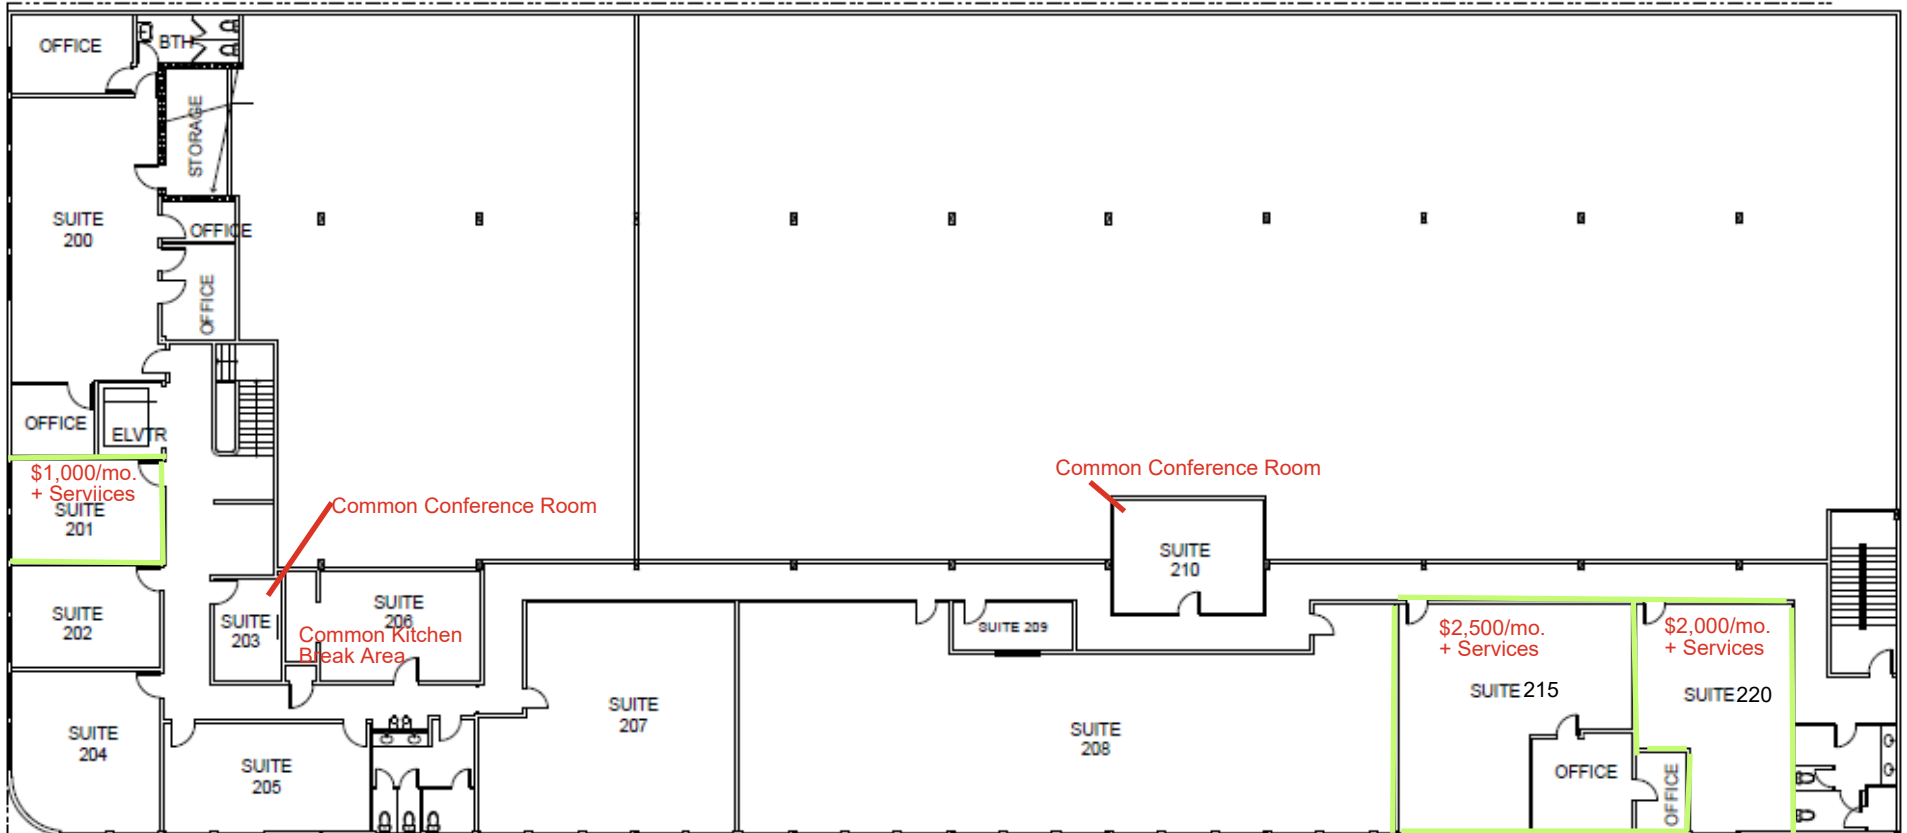 OFFICE
BTH
STORAGE
SUITE
200
OFFICE
OFFICE
OFFICE
ELVTR
$1,000/mo.
+ Serviices
SUITE
201
Common Conference Room
Common Conference Room
SUITE
210
SUITE
202
SUITE
203
SUITE
206
Common Kitchen
Break Area
SUITE 209
$2,500/mo.
+ Services
$2,000/mo.
+ Services
SUITE 215
SUITE 220
SUITE
204
SUITE
205
SUITE
207
SUITE
208
OFFICE
OFFICE